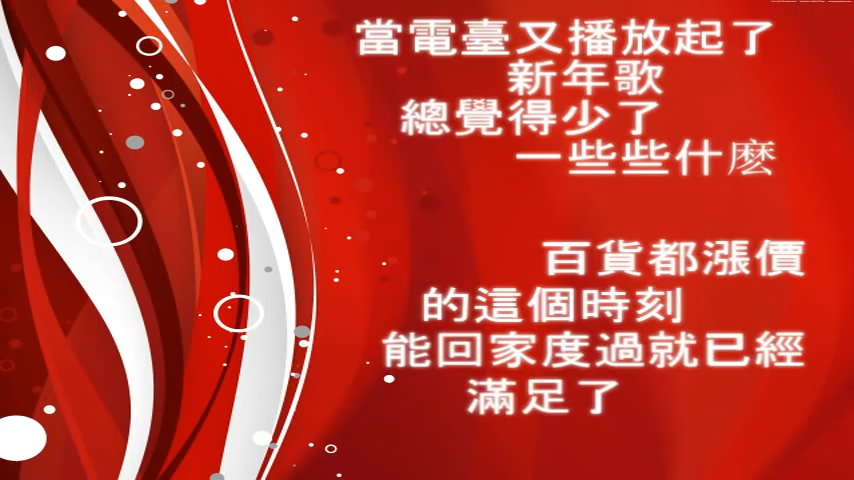 當電臺又播放起了
新年歌
總覺得少了
一些些什麽
百貨都漲價
的這個時刻
能回家度過就已經
滿足了